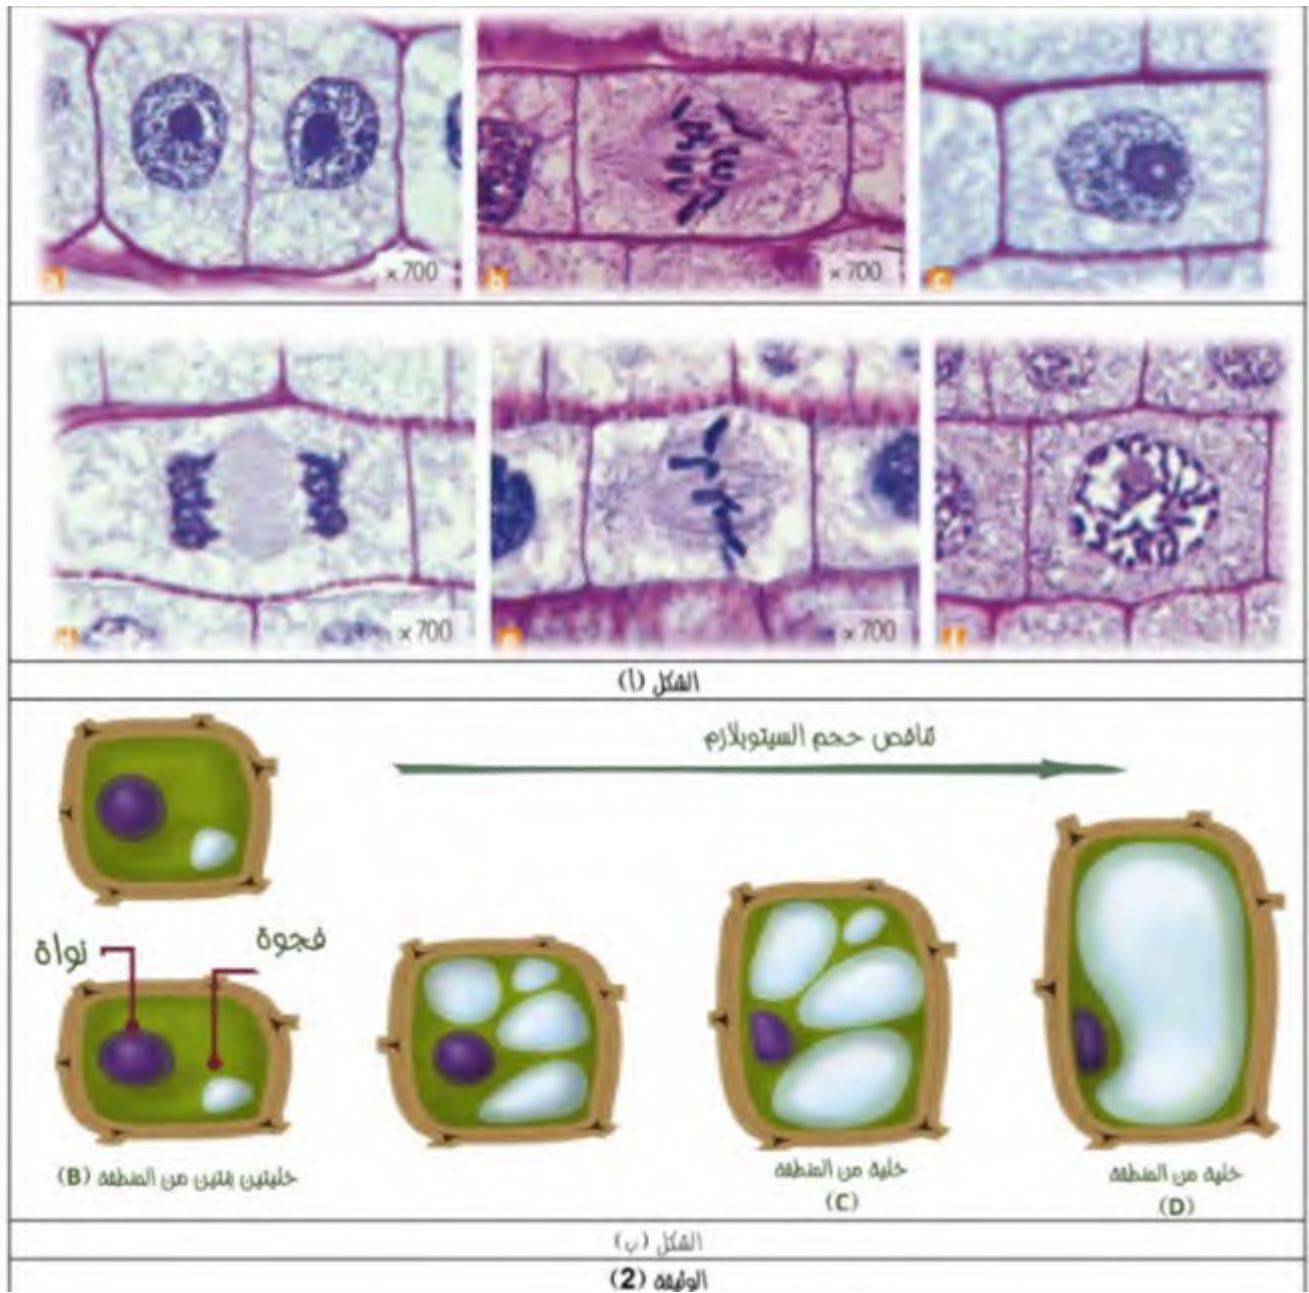 a
×700
b
×700
c
d
×700
e
×700
f
الشكل (أ)
تناقص حجم السيتوبلازم
نواة
فجوة
خليتين بنتين من المنطقة (B)
خلية من المنطقة
(C)
خلية من المنطقة
(D)
الشكل (ب)
الوثيقة (2)